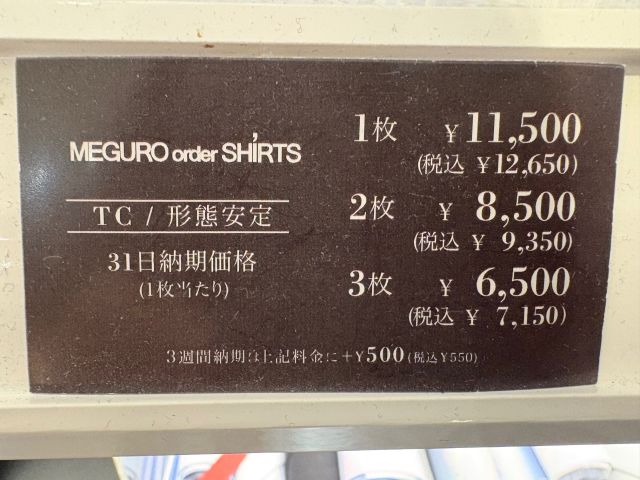 MEGURO order SHIRTS
TC / 形態安定
31日納期価格
(1枚当たり)
1枚 ¥ 11,500
(税込 ¥ 12,650)
2枚 ¥ 8,500
(税込 ¥ 9,350)
3枚 ¥ 6,500
(税込 ¥ 7,150)
3週間納期は上記料金に+¥500(税込¥550)